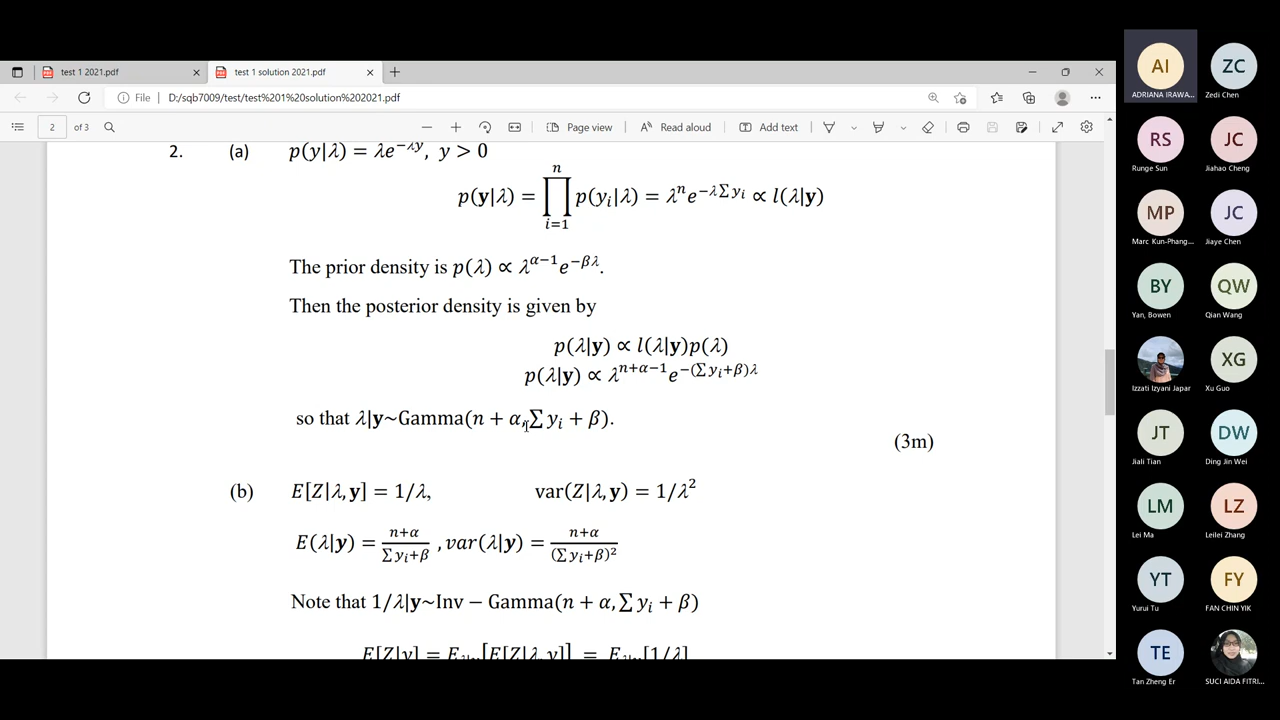 test 1 2021.pdf
test 1 solution 2021.pdf
File D:/sqb7009/test/test%201%20solution%202021.pdf
2 of 3
Page view
Read aloud
Add text
2. (a) p(y|λ) = λe^{−λy}, y > 0
p(𝐲|λ) = ∏_{i=1}^{n} p(y_i|λ) = λ^n e^{−λ∑y_i} ∝ l(λ|𝐲)
The prior density is p(λ) ∝ λ^{α−1}e^{−βλ}.
Then the posterior density is given by
p(λ|𝐲) ∝ l(λ|𝐲)p(λ)
p(λ|𝐲) ∝ λ^{n+α−1}e^{−(∑y_i+β)λ}
so that λ|𝐲~Gamma(n + α, ∑y_i + β).
(3m)
(b) E[Z|λ, 𝐲] = 1/λ, var(Z|λ, 𝐲) = 1/λ²
E(λ|𝒚) = (n+α)/(∑y_i+β) , var(λ|𝒚) = (n+α)/(∑y_i+β)²
Note that 1/λ|𝐲~Inv − Gamma(n + α, ∑y_i + β)
AI
ADRIANA IRAWA...
ZC
Zedi Chen
RS
Runge Sun
JC
Jiahao Chen
MP
Marc Kun-Phang...
JC
Jiaye Chen
BY
Yan, Bowen
QW
Qian Wang
Izzati Izyani Japar
XG
Xu Guo
JT
Jiali Tian
DW
Ding Jin Wei
LM
Lei Ma
LZ
Leilei Zhang
YT
Yurui Tu
FY
FAN CHIN YIK
TE
Tan Zheng Er
SUCI AIDA FITRI...